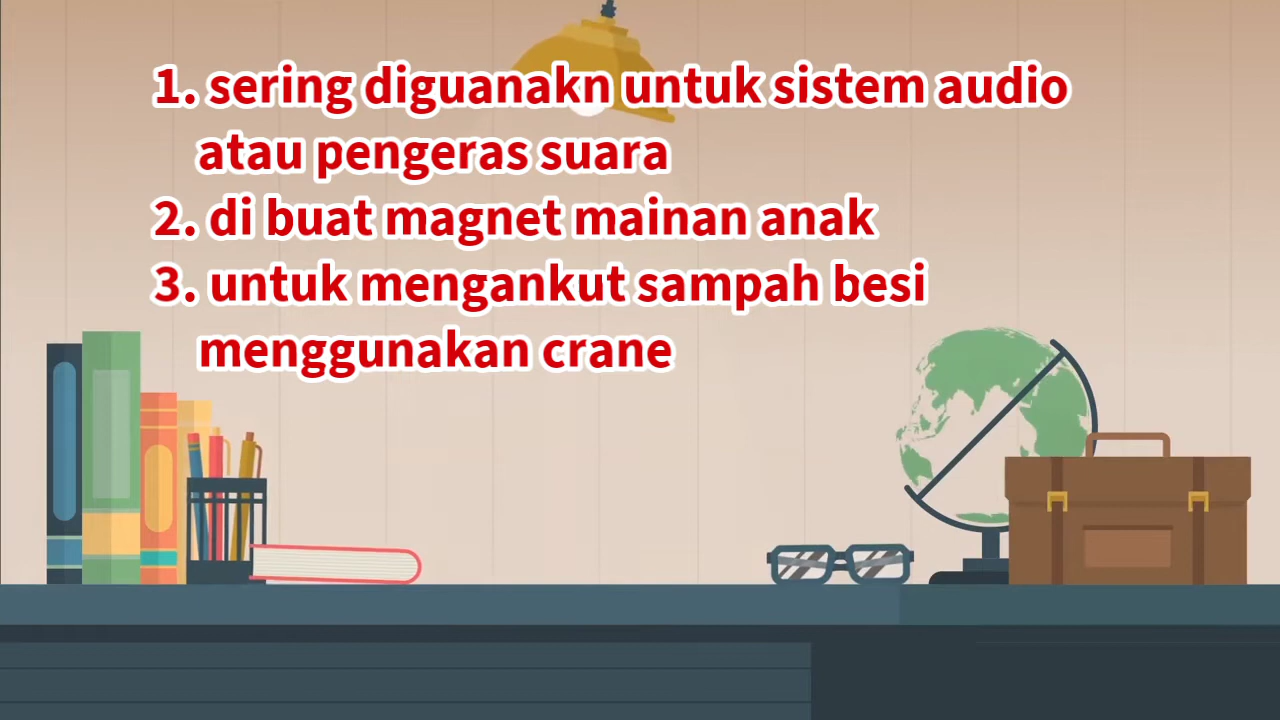 1. sering diguanakn untuk sistem audio
atau pengeras suara
2. di buat magnet mainan anak
3. untuk mengankut sampah besi
menggunakan crane